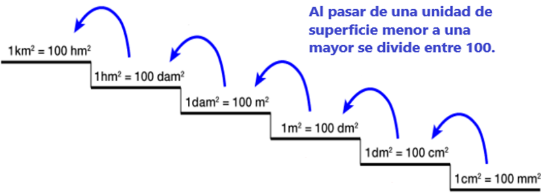 Al pasar de una unidad de
superficie menor a una
mayor se divide entre 100.
1km² = 100 hm²
1hm² = 100 dam²
1dam² = 100 m²
1m² = 100 dm²
1dm² = 100 cm²
1cm² = 100 mm²